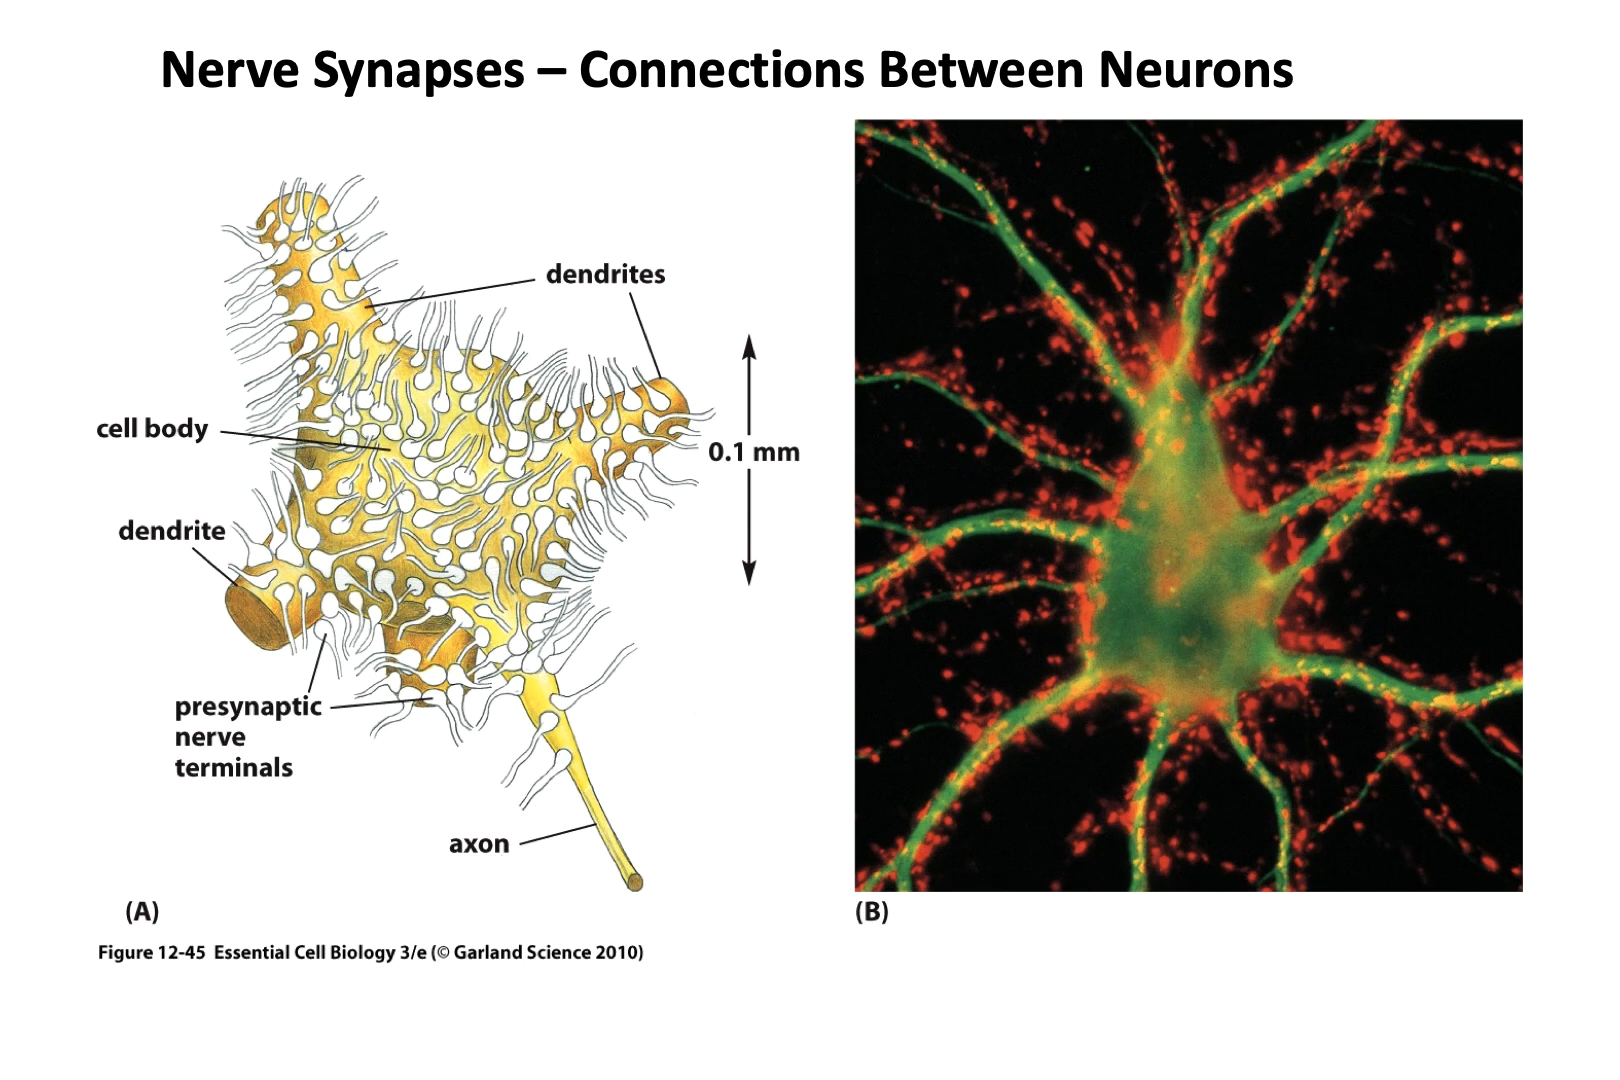 Nerve Synapses – Connections Between Neurons
dendrites
cell body
0.1 mm
dendrite
presynaptic
nerve
terminals
axon
(A)
(B)
Figure 12-45 Essential Cell Biology 3/e (© Garland Science 2010)